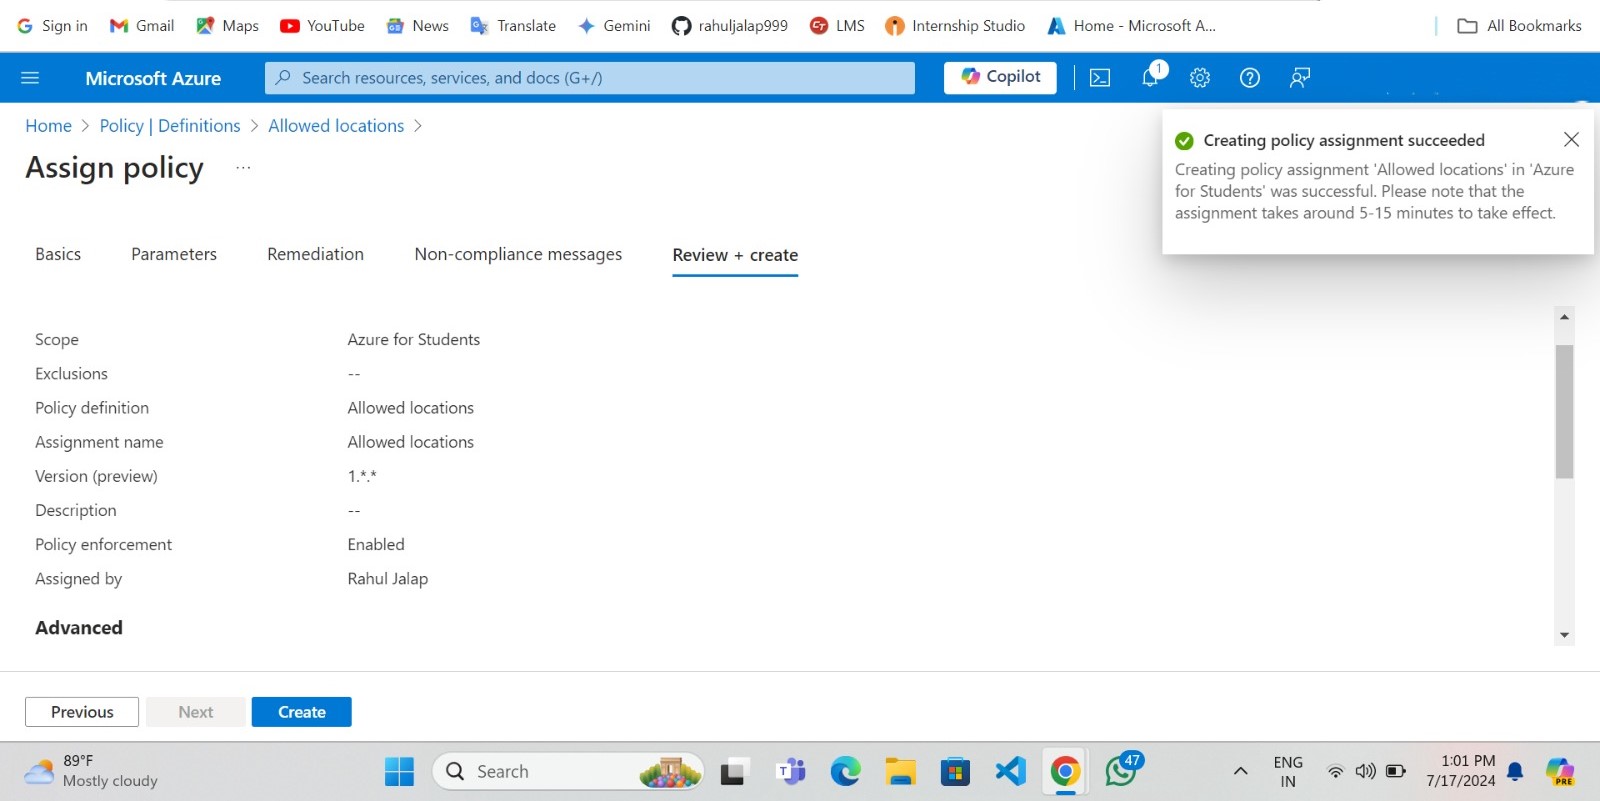 Sign in Gmail Maps YouTube News Translate Gemini rahuljalap999 LMS Internship Studio Home - Microsoft A... All Bookmarks
Microsoft Azure Search resources, services, and docs (G+/) Copilot 1
Home > Policy | Definitions > Allowed locations >
Assign policy ...
Creating policy assignment succeeded
Creating policy assignment 'Allowed locations' in 'Azure
for Students' was successful. Please note that the
assignment takes around 5-15 minutes to take effect.
Basics Parameters Remediation Non-compliance messages Review + create
Scope Azure for Students
Exclusions --
Policy definition Allowed locations
Assignment name Allowed locations
Version (preview) 1.*.*
Description --
Policy enforcement Enabled
Assigned by Rahul Jalap
Advanced
Previous Next Create
89°F
Mostly cloudy
Search
47
ENG
IN
1:01 PM
7/17/2024
PRE